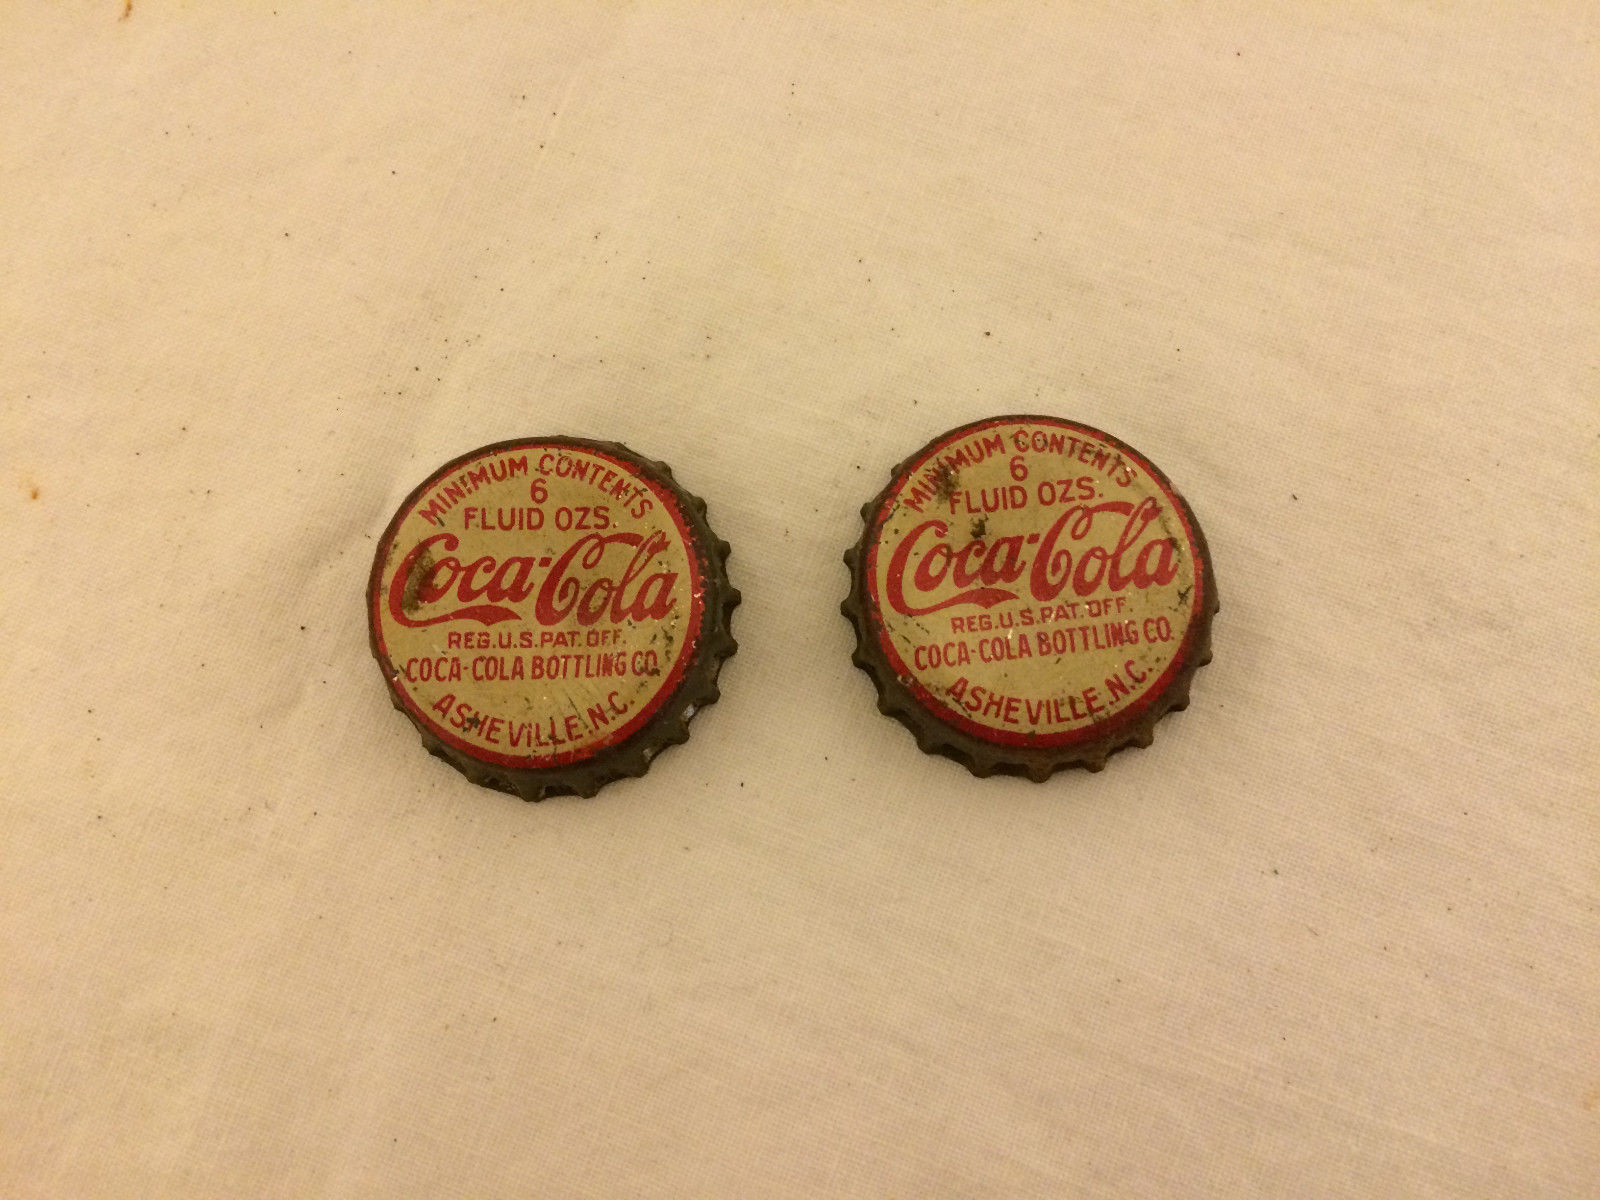 MINIMUM CONTENTS
6
FLUID OZS.
Coca-Cola
REG.U.S.PAT.OFF.
COCA-COLA BOTTLING CO.
ASHEVILLE,N.C.
MINIMUM CONTENTS
6
FLUID OZS.
Coca-Cola
REG.U.S.PAT.OFF.
COCA-COLA BOTTLING CO.
ASHEVILLE,N.C.